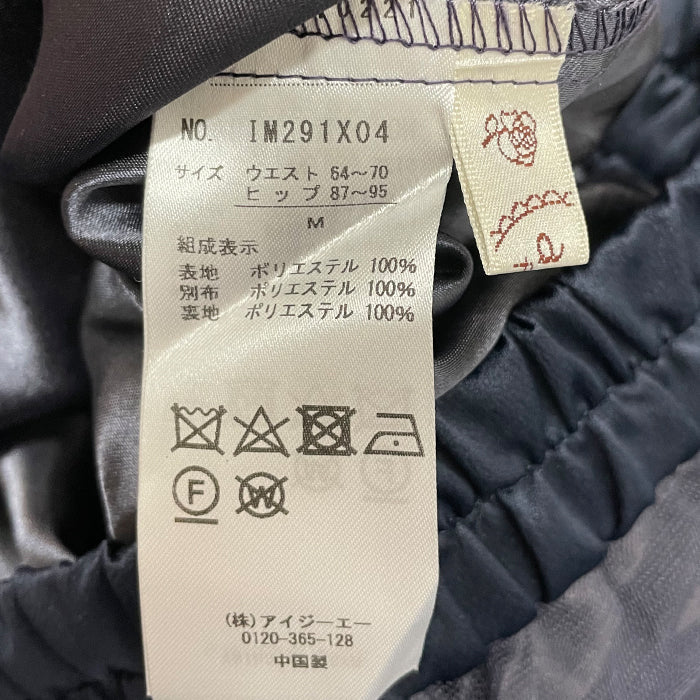 NO. IM291X04
サイズ ウエスト 64～70
ヒップ 87～95
M
組成表示
表地 ポリエステル 100%
別布 ポリエステル 100%
裏地 ポリエステル 100%
F
W
(株)アイジーエー
0120-365-128
中国製